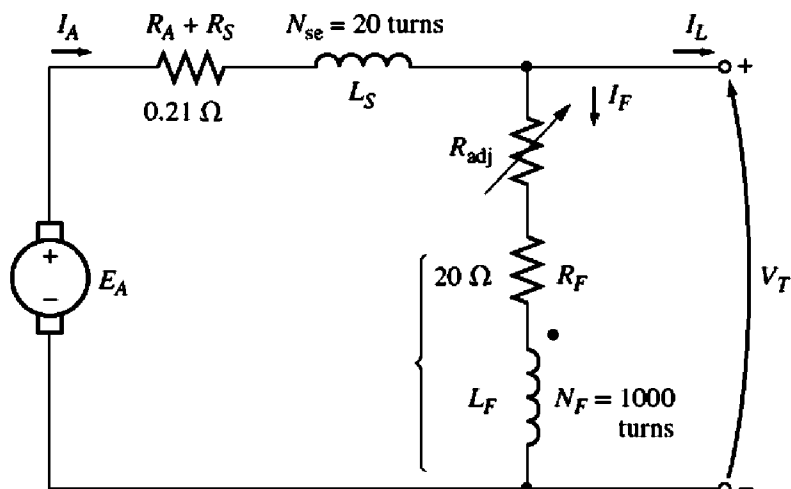 I_A
R_A + R_S
N_se = 20 turns
I_L
0.21 Ω
L_S
+
I_F
R_adj
+
−
E_A
20 Ω
R_F
V_T
L_F
N_F = 1000
turns
−